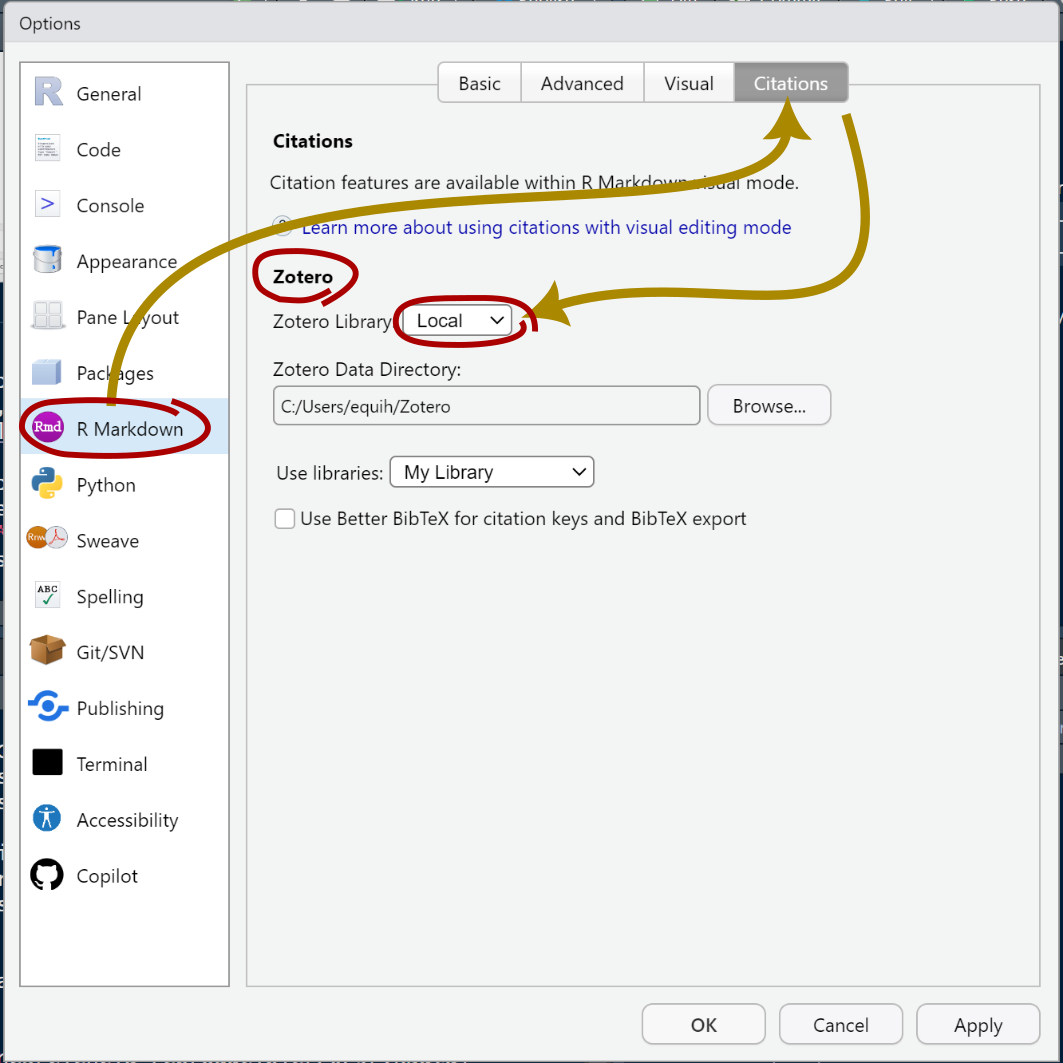 Options
General
Code
Console
Appearance
Pane Layout
Packages
Rmd R Markdown
Python
Rnw Sweave
ABC Spelling
Git/SVN
Publishing
Terminal
Accessibility
Copilot
Basic Advanced Visual Citations
Citations
Citation features are available within R Markdown visual mode.
Learn more about using citations with visual editing mode
Zotero
Zotero Library: Local
Zotero Data Directory:
C:/Users/equih/Zotero Browse...
Use libraries: My Library
Use Better BibTeX for citation keys and BibTeX export
OK Cancel Apply